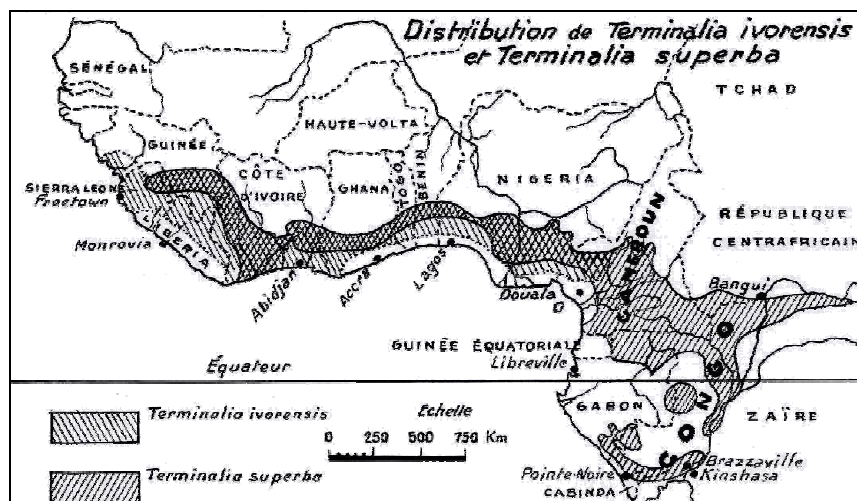 Distribution de Terminalia ivorensis
et Terminalia superba
SÉNÉGAL
TCHAD
HAUTE-VOLTA
GUINÉE
CÔTE
D'IVOIRE
GHANA
TOGO
BENIN
NIGERIA
SIERRA LEONE
Freetown
LIBERIA
Monrovia
CAMEROUN
RÉPUBLIQUE
CENTRAFRICAIN
Abidjan
Accra
Lagos
Douala
Bangui
GUINÉE ÉQUATORIALE
Libreville
Équateur
CONGO
GABON
ZAÏRE
Terminalia ivorensis
Echelle
0 250 500 750 Km
Terminalia superba
Brazzaville
Pointe-Noire
Kinshasa
CABINDA